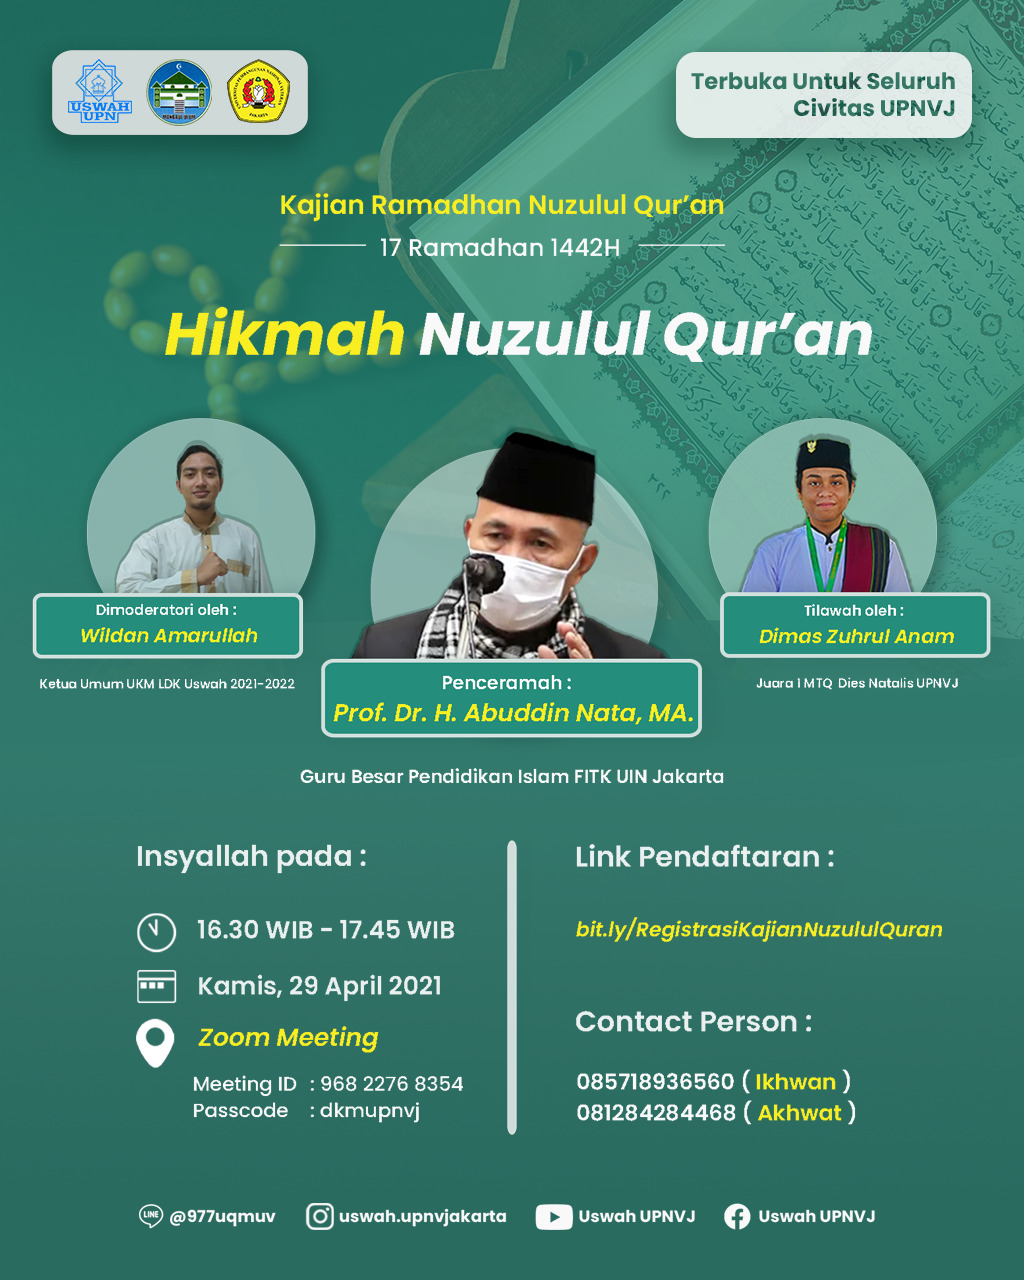 USWAH
UPN
Terbuka Untuk Seluruh
Civitas UPNVJ
Kajian Ramadhan Nuzulul Qur'an
17 Ramadhan 1442H
Hikmah Nuzulul Qur'an
Dimoderatori oleh :
Wildan Amarullah
Ketua Umum UKM LDK Uswah 2021-2022
Penceramah :
Prof. Dr. H. Abuddin Nata, MA.
Guru Besar Pendidikan Islam FITK UIN Jakarta
Tilawah oleh :
Dimas Zuhrul Anam
Juara 1 MTQ Dies Natalis UPNVJ
Insyallah pada :
16.30 WIB - 17.45 WIB
Kamis, 29 April 2021
Zoom Meeting
Meeting ID : 968 2276 8354
Passcode : dkmupnvj
Link Pendaftaran :
bit.ly/RegistrasiKajianNuzululQuran
Contact Person :
085718936560 ( Ikhwan )
081284284468 ( Akhwat )
LINE @977uqmuv
uswah.upnvjakarta
Uswah UPNVJ
Uswah UPNVJ